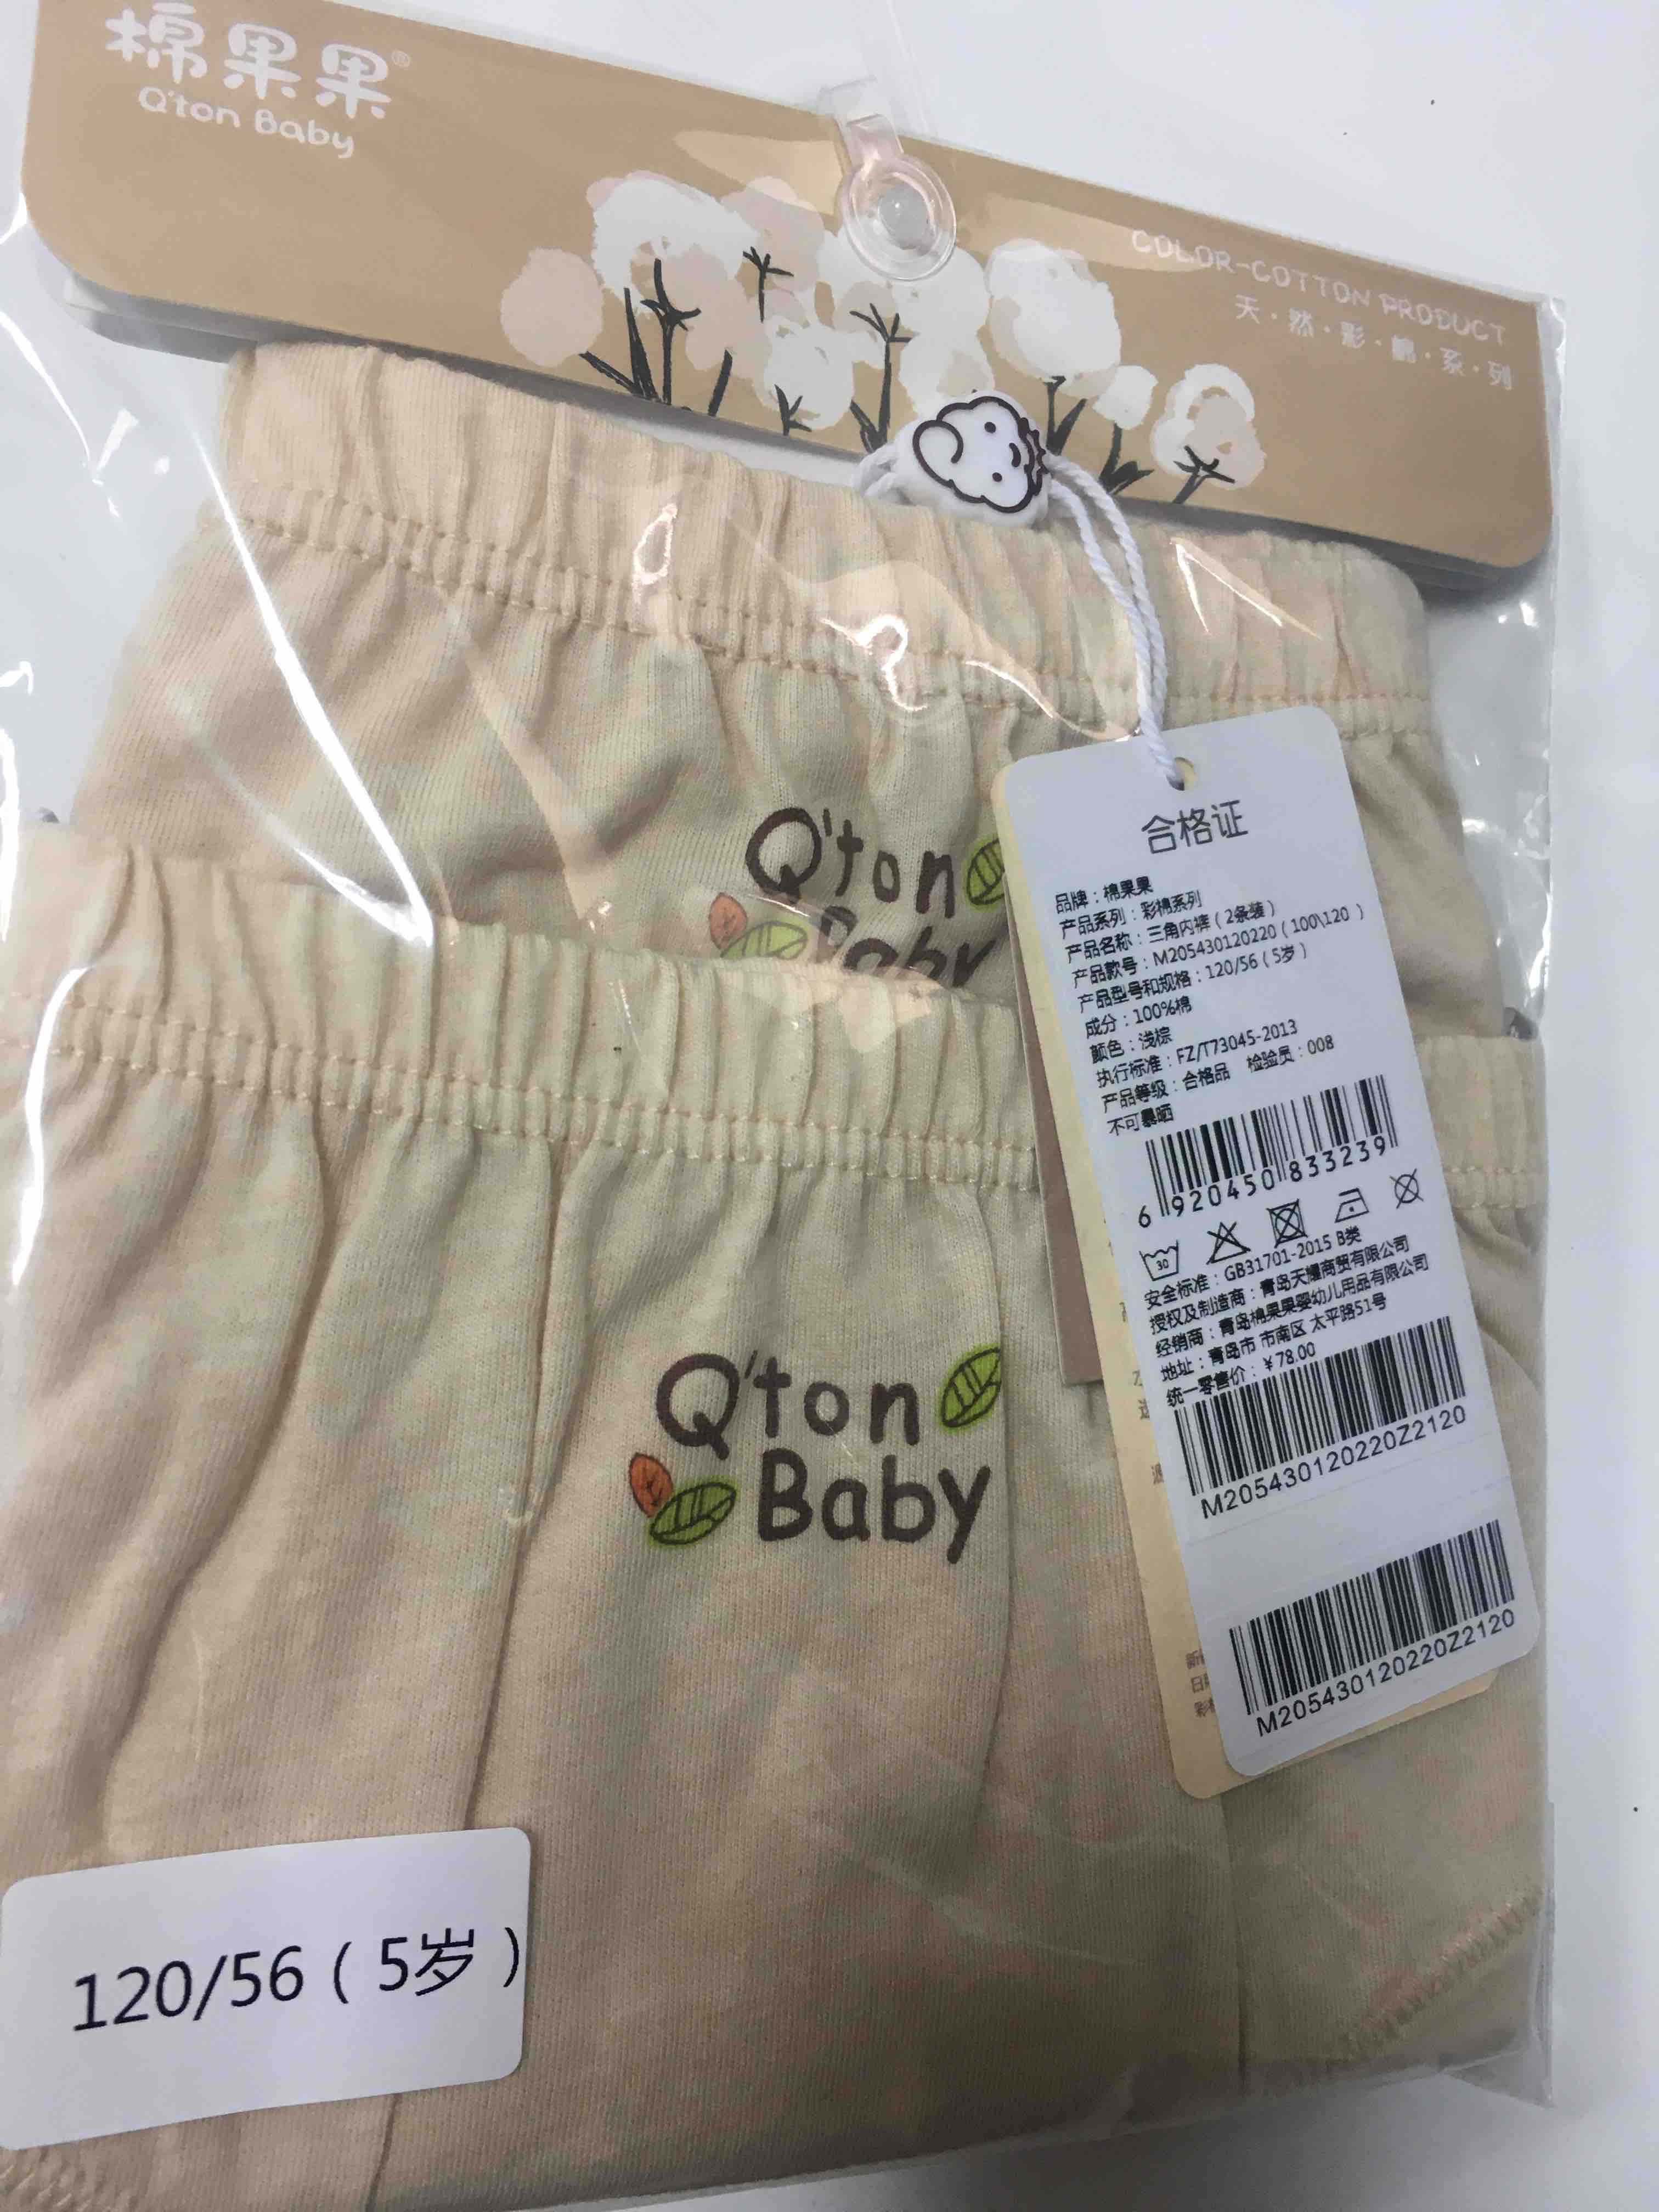 棉果果®
Q'ton Baby
COLOR-COTTON PRODUCT
天·然·彩·棉·系·列
Q'ton
Baby
合格证
品牌：棉果果
产品系列：彩棉系列
产品名称：三角内裤（2条装）
产品款号：M205430120220（100\120）
产品型号和规格：120/56（5岁）
成分：100%棉
颜色：浅棕
执行标准：FZ/T73045-2013
产品等级：合格品 检验员：008
不可暴晒
6 920450 833239
30
安全标准：GB31701-2015 B类
授权及制造商：青岛天耀商贸有限公司
经销商：青岛棉果果婴幼儿用品有限公司
地址：青岛市 市南区 太平路51号
统一零售价：￥78.00
M205430120220Z2120
M205430120220Z2120
Q'ton
Baby
120/56（5岁）